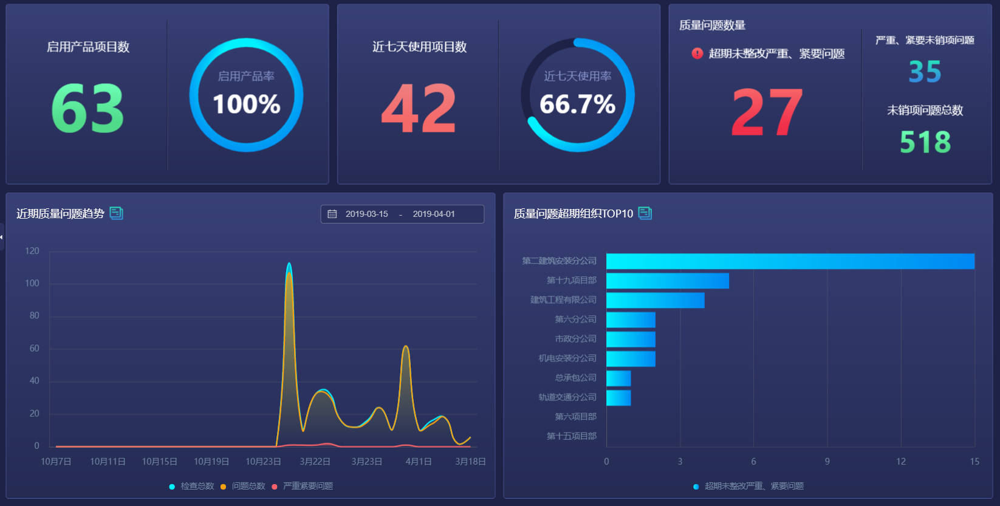 启用产品项目数
63
启用产品率
100%
近七天使用项目数
42
近七天使用率
66.7%
质量问题数量
超期未整改严重、紧要问题
27
严重、紧要未销项问题
35
未销项问题总数
518
近期质量问题趋势
2019-03-15 - 2019-04-01
120
100
80
60
40
20
0
10月7日 10月11日 10月15日 10月19日 10月23日 3月22日 3月23日 4月1日 3月18日
检查总数 问题总数 严重紧要问题
质量问题超期组织TOP10
第二建筑安装分公司
第十九项目部
建筑工程有限公司
第六分公司
市政分公司
机电安装分公司
总承包公司
轨道交通分公司
第六项目部
第十五项目部
0 3 6 9 12 15
超期未整改严重、紧要问题